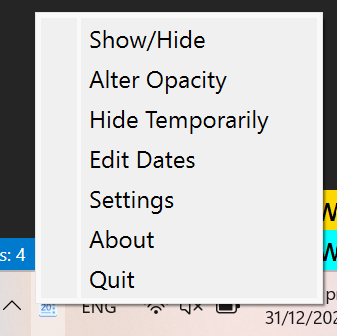 Show/Hide
Alter Opacity
Hide Temporarily
Edit Dates
Settings
About
Quit
W
s: 4
W
ENG
31/12/202